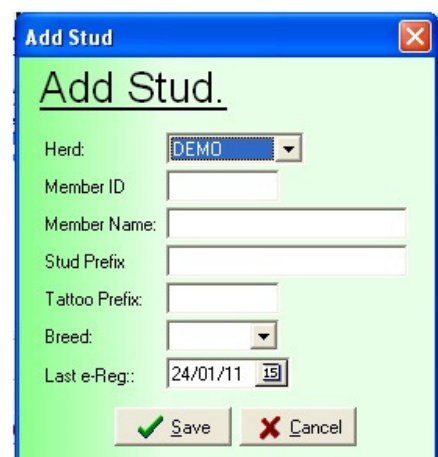 Add Stud
Add Stud.
Herd: DEMO
Member ID
Member Name:
Stud Prefix
Tattoo Prefix:
Breed:
Last e-Reg:: 24/01/11 15
Save Cancel